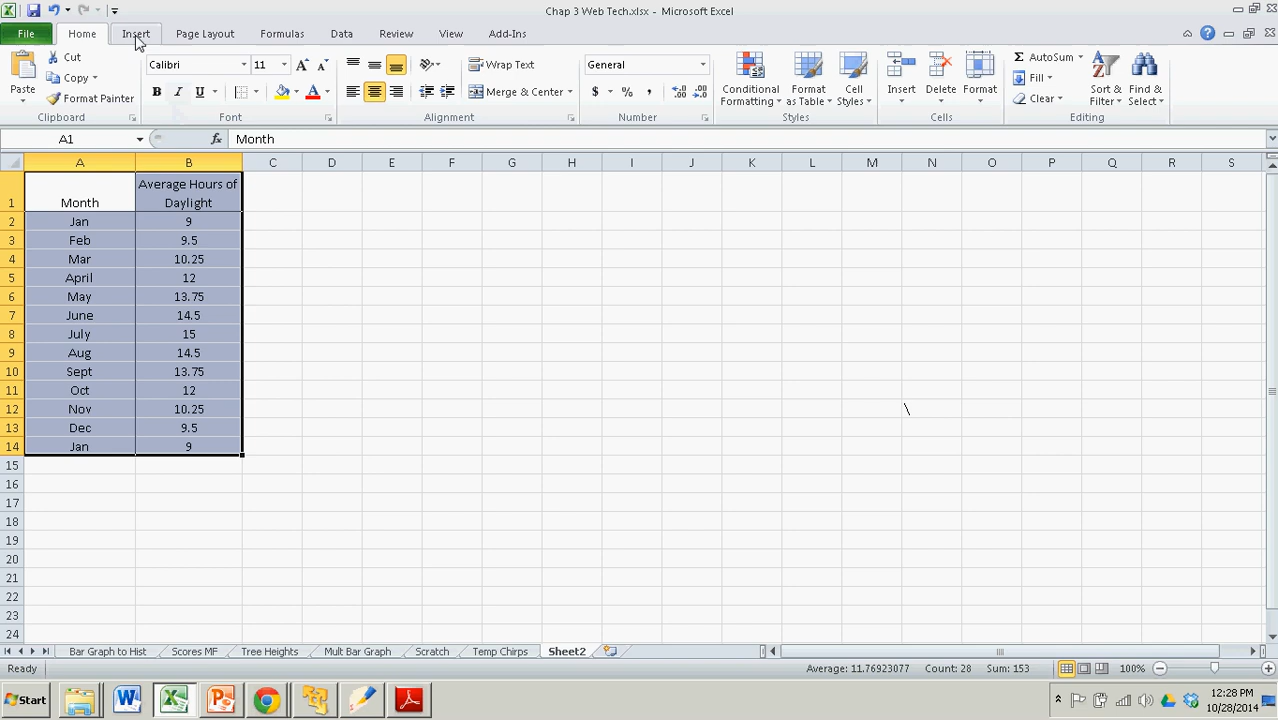 Chap 3 Web Tech.xlsx - Microsoft Excel
File Home Insert Page Layout Formulas Data Review View Add-Ins
Paste
Cut
Copy
Format Painter
Clipboard
Calibri 11
B I U
Font
Wrap Text
Merge & Center
Alignment
General
$ % ,
Number
Conditional Formatting
Format as Table
Cell Styles
Styles
Insert Delete Format
Cells
AutoSum
Fill
Clear
Sort & Filter
Find & Select
Editing
A1 fx Month
A B C D E F G H I J K L M N O P Q R S
1 Month Average Hours of Daylight
2 Jan 9
3 Feb 9.5
4 Mar 10.25
5 April 12
6 May 13.75
7 June 14.5
8 July 15
9 Aug 14.5
10 Sept 13.75
11 Oct 12
12 Nov 10.25
13 Dec 9.5
14 Jan 9
15
16
17
18
19
20
21
22
23
24
Bar Graph to Hist Scores MF Tree Heights Mult Bar Graph Scratch Temp Chirps Sheet2
Ready Average: 11.76923077 Count: 28 Sum: 153 100%
Start 12:28 PM
10/28/2014